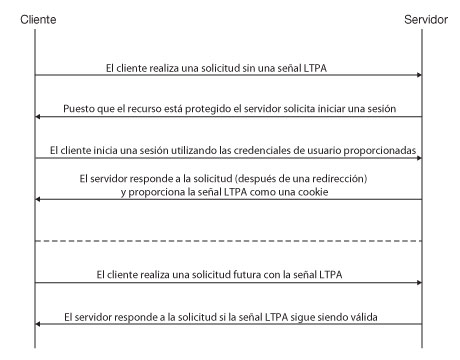 Cliente
Servidor
El cliente realiza una solicitud sin una señal LTPA
Puesto que el recurso está protegido el servidor solicita iniciar una sesión
El cliente inicia una sesión utilizando las credenciales de usuario proporcionadas
El servidor responde a la solicitud (después de una redirección)
y proporciona la señal LTPA como una cookie
El cliente realiza una solicitud futura con la señal LTPA
El servidor responde a la solicitud si la señal LTPA sigue siendo válida